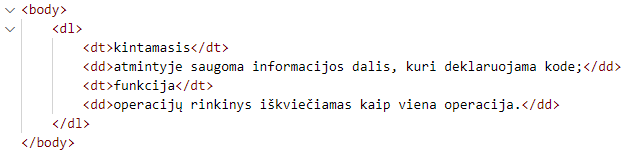 <body>
<dl>
<dt>kintamasis</dt>
<dd>atmintyje saugoma informacijos dalis, kuri deklaruojama kode;</dd>
<dt>funkcija</dt>
<dd>operacijų rinkinys iškviečiamas kaip viena operacija.</dd>
</dl>
</body>